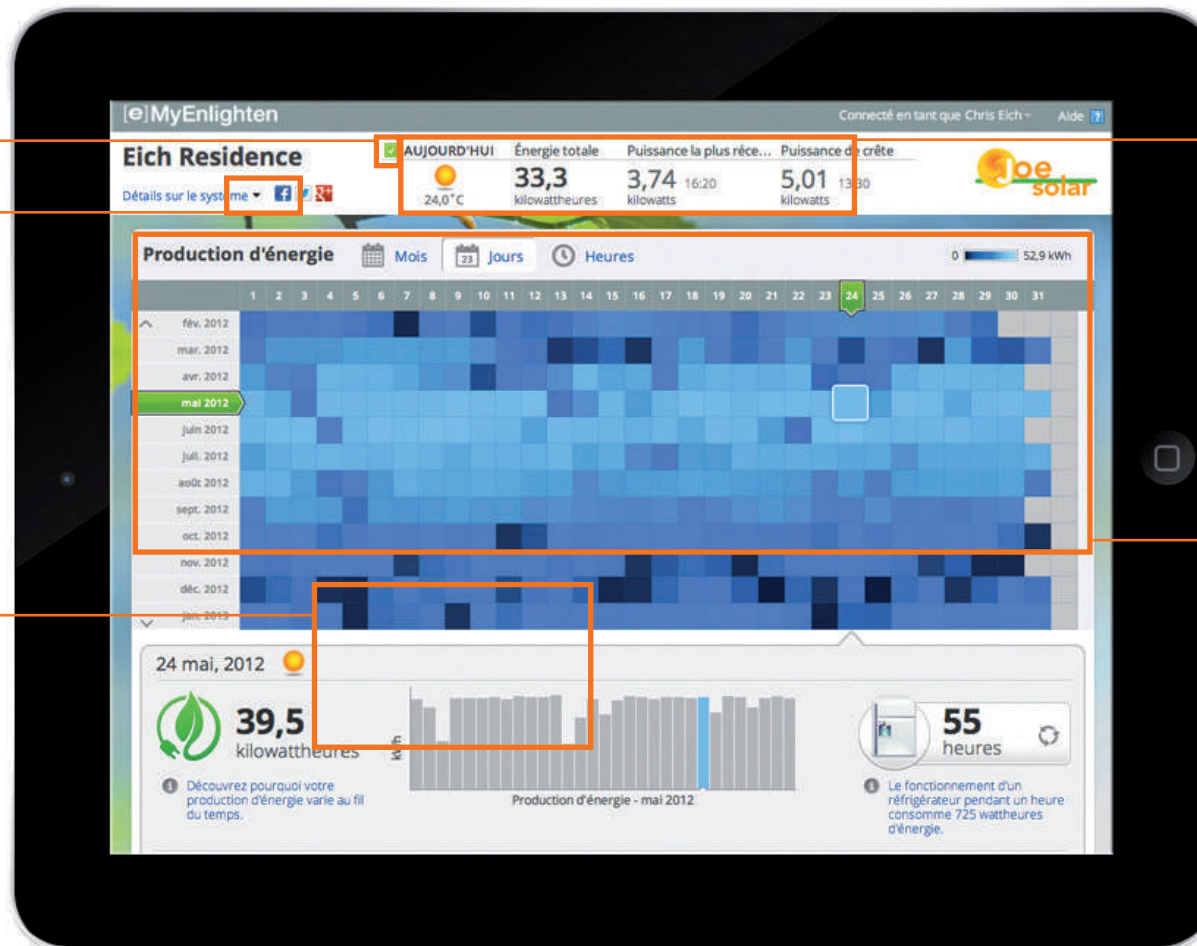 [e]MyEnlighten
Connecté en tant que Chris Eich
Aide ?
Eich Residence
Détails sur le système
AUJOURD'HUI
24,0°C
Énergie totale
33,3
kilowattheures
Puissance la plus réce...
3,74 16:20
kilowatts
Puissance de crête
5,01 13:30
kilowatts
Joe
solar
Production d'énergie
Mois
23 Jours
Heures
0 52,9 kWh
1 2 3 4 5 6 7 8 9 10 11 12 13 14 15 16 17 18 19 20 21 22 23 24 25 26 27 28 29 30 31
fév. 2012
mar. 2012
avr. 2012
mai 2012
juin 2012
juil. 2012
août 2012
sept. 2012
oct. 2012
nov. 2012
déc. 2012
jan. 2013
24 mai, 2012
39,5
kilowattheures
Découvrez pourquoi votre
production d'énergie varie au fil
du temps.
kWh
Production d'énergie - mai 2012
55
heures
Le fonctionnement d'un
réfrigérateur pendant un heure
consomme 725 wattheures
d'énergie.